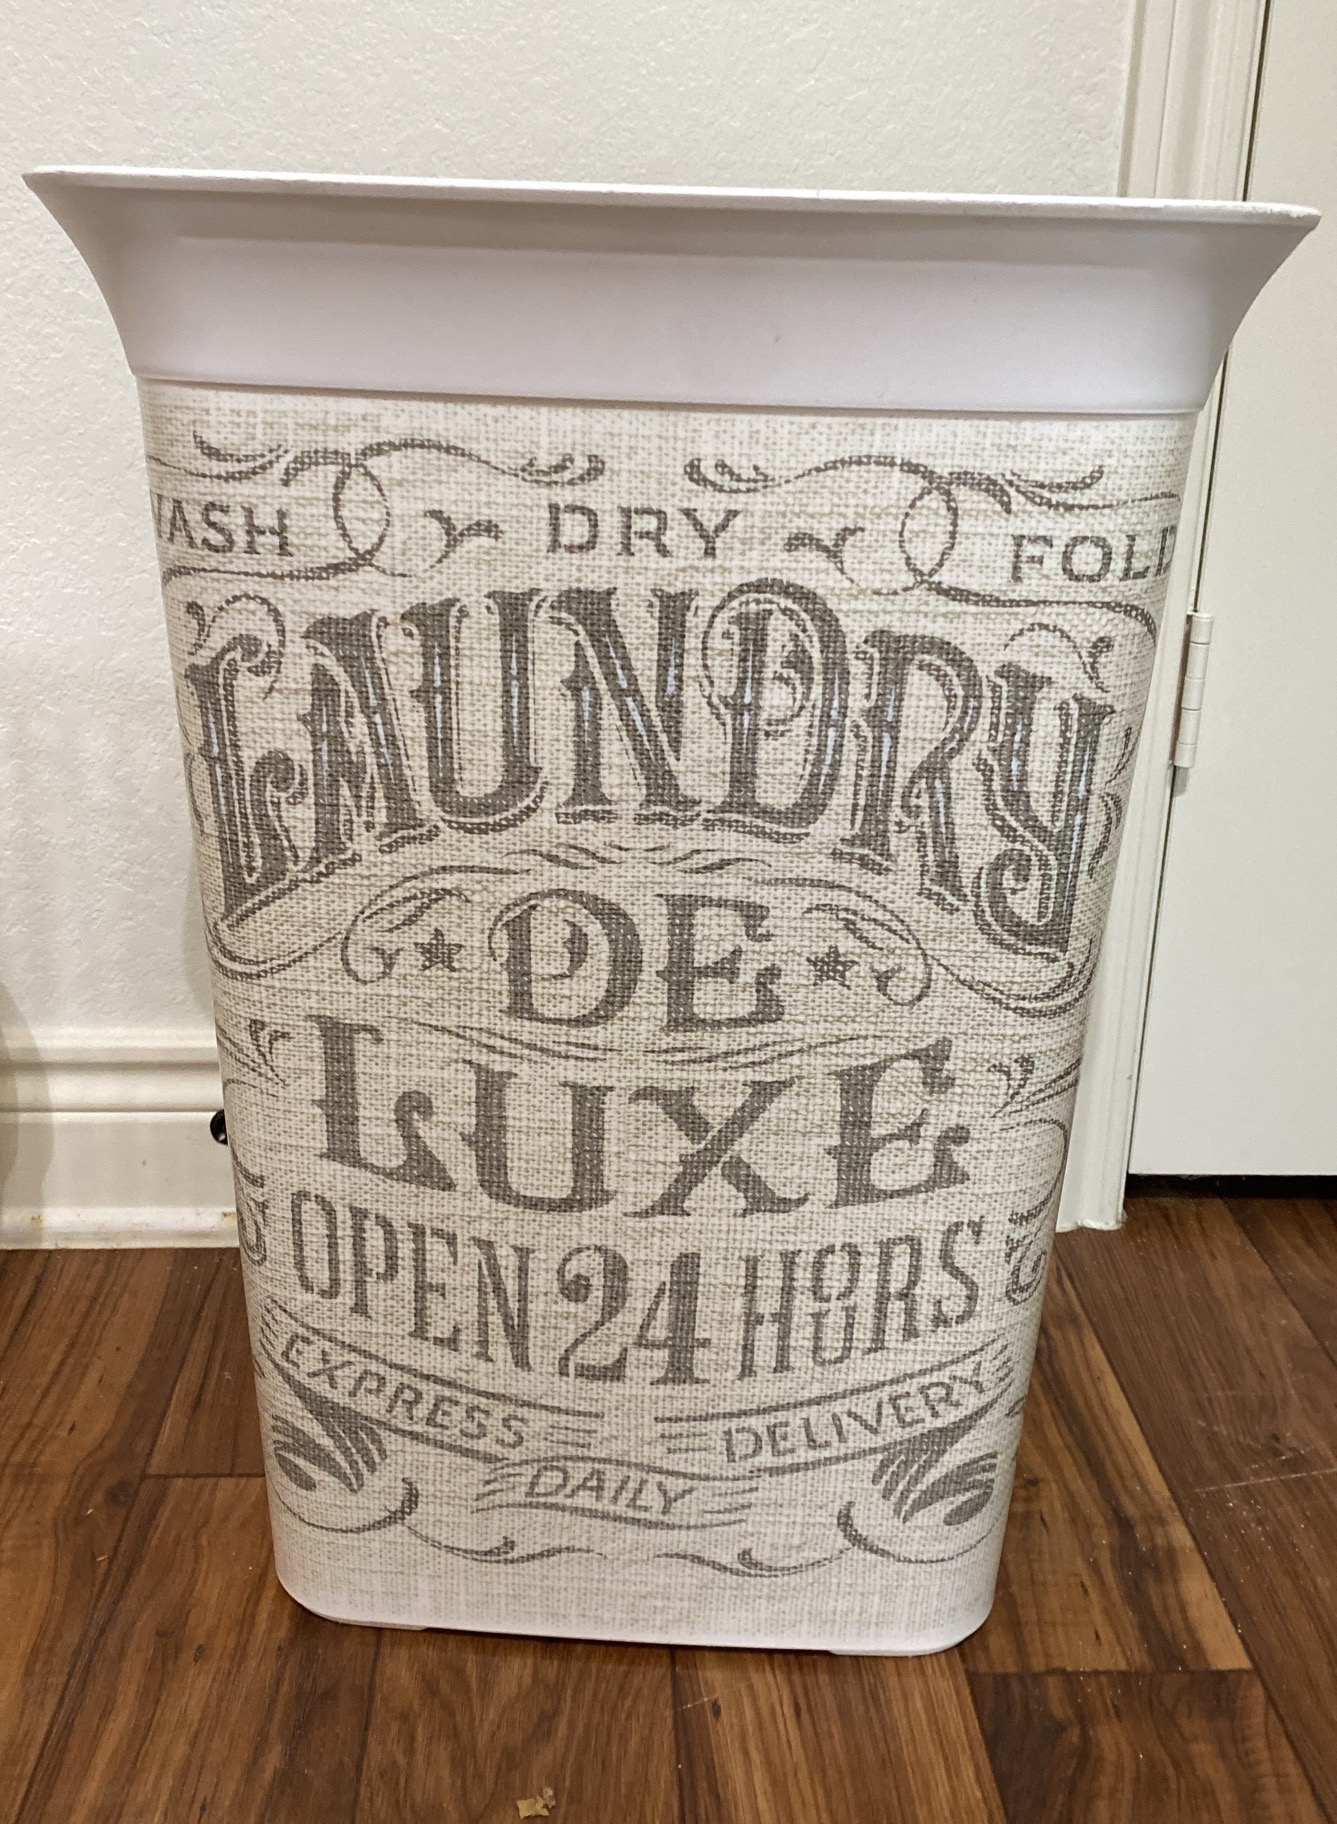 WASH DRY FOLD
LAUNDRY
DE
LUXE
OPEN 24 HOURS
EXPRESS DELIVERY
DAILY